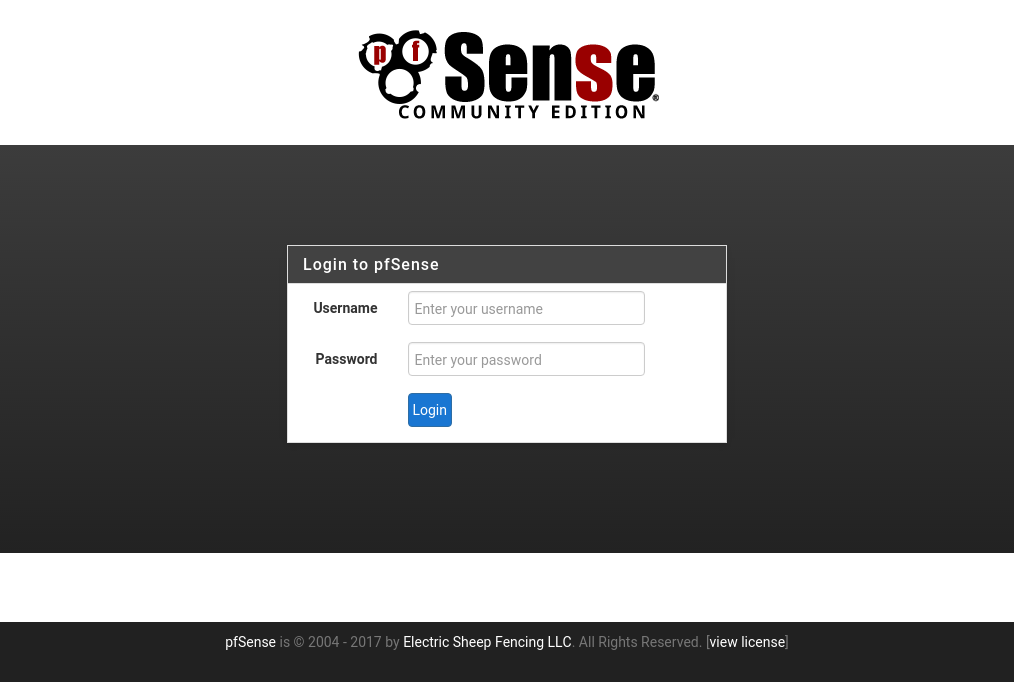 pf Sense®
COMMUNITY EDITION
Login to pfSense
Username Enter your username
Password Enter your password
Login
pfSense is © 2004 - 2017 by Electric Sheep Fencing LLC. All Rights Reserved. [view license]